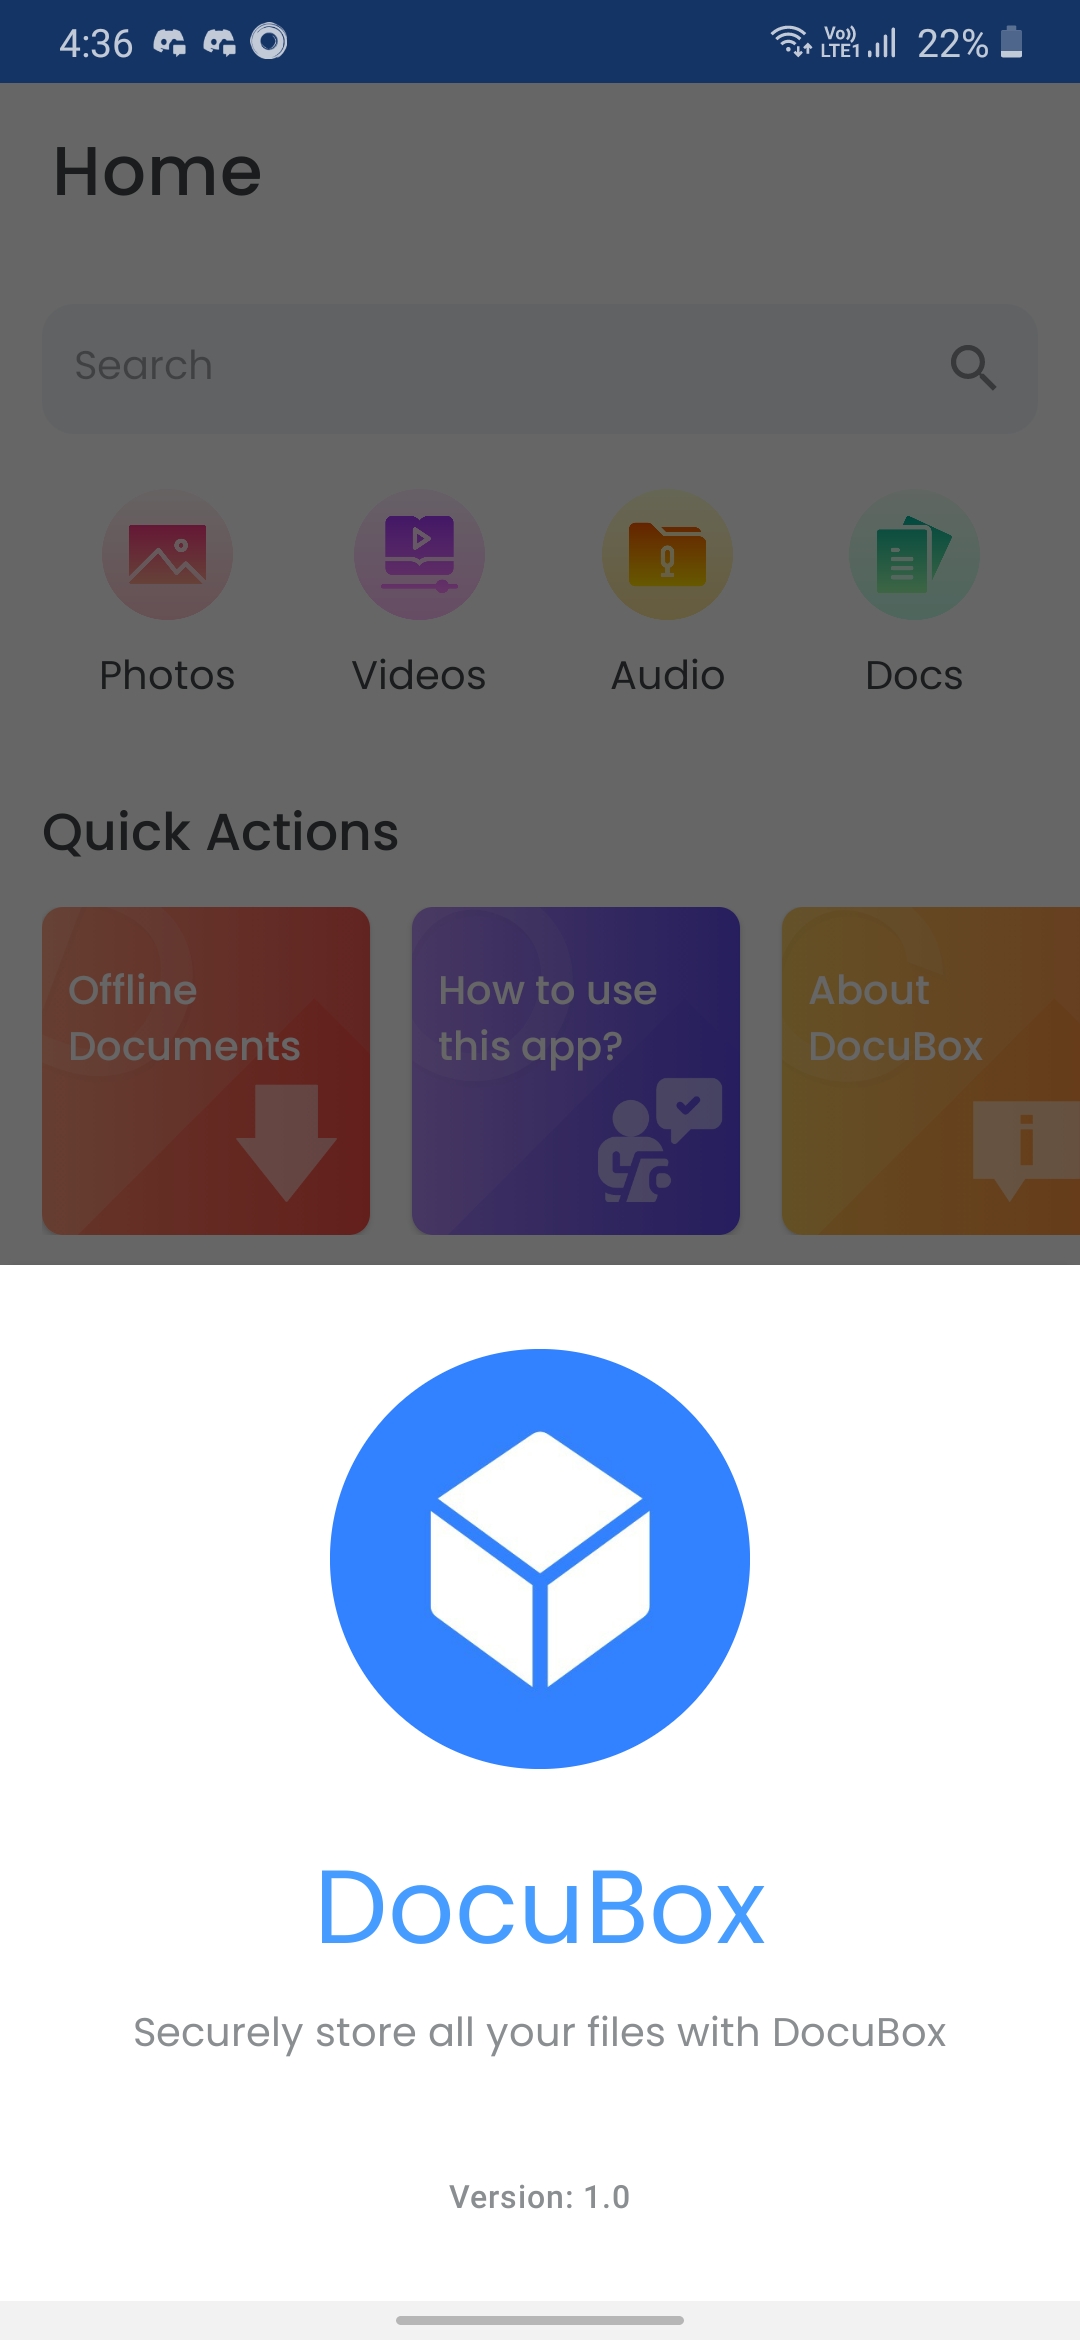 4:36
Vo))
LTE1
22%
Home
Search
Photos
Videos
Audio
Docs
Quick Actions
Offline
Documents
How to use
this app?
About
DocuBox
i
DocuBox
Securely store all your files with DocuBox
Version: 1.0